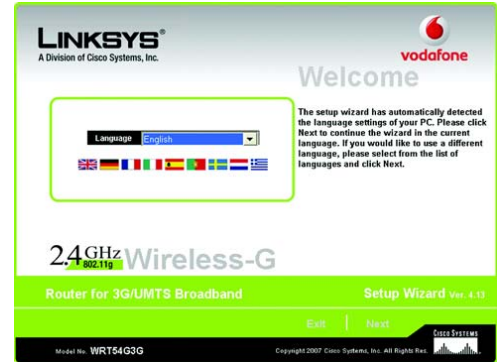 LINKSYS®
A Division of Cisco Systems, Inc.
vodafone
Welcome
The setup wizard has automatically detected
the language settings of your PC. Please click
Next to continue the wizard in the current
language. If you would like to use a different
language, please select from the list of
languages and click Next.
Language English
2.4 GHz Wireless-G
802.11g
Router for 3G/UMTS Broadband
Setup Wizard Ver. 4.13
Exit Next
CISCO SYSTEMS
Model No. WRT54G3G
Copyright 2007 Cisco Systems, Inc. All Rights Res.